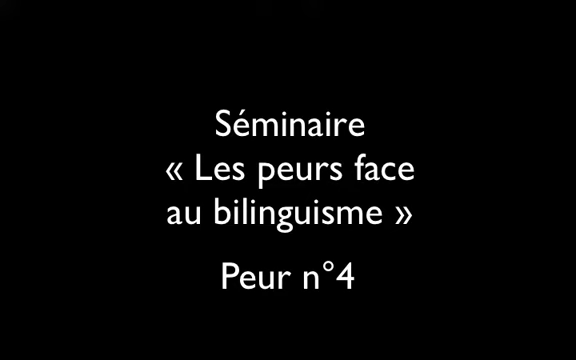 Séminaire
« Les peurs face
au bilinguisme »
Peur n°4